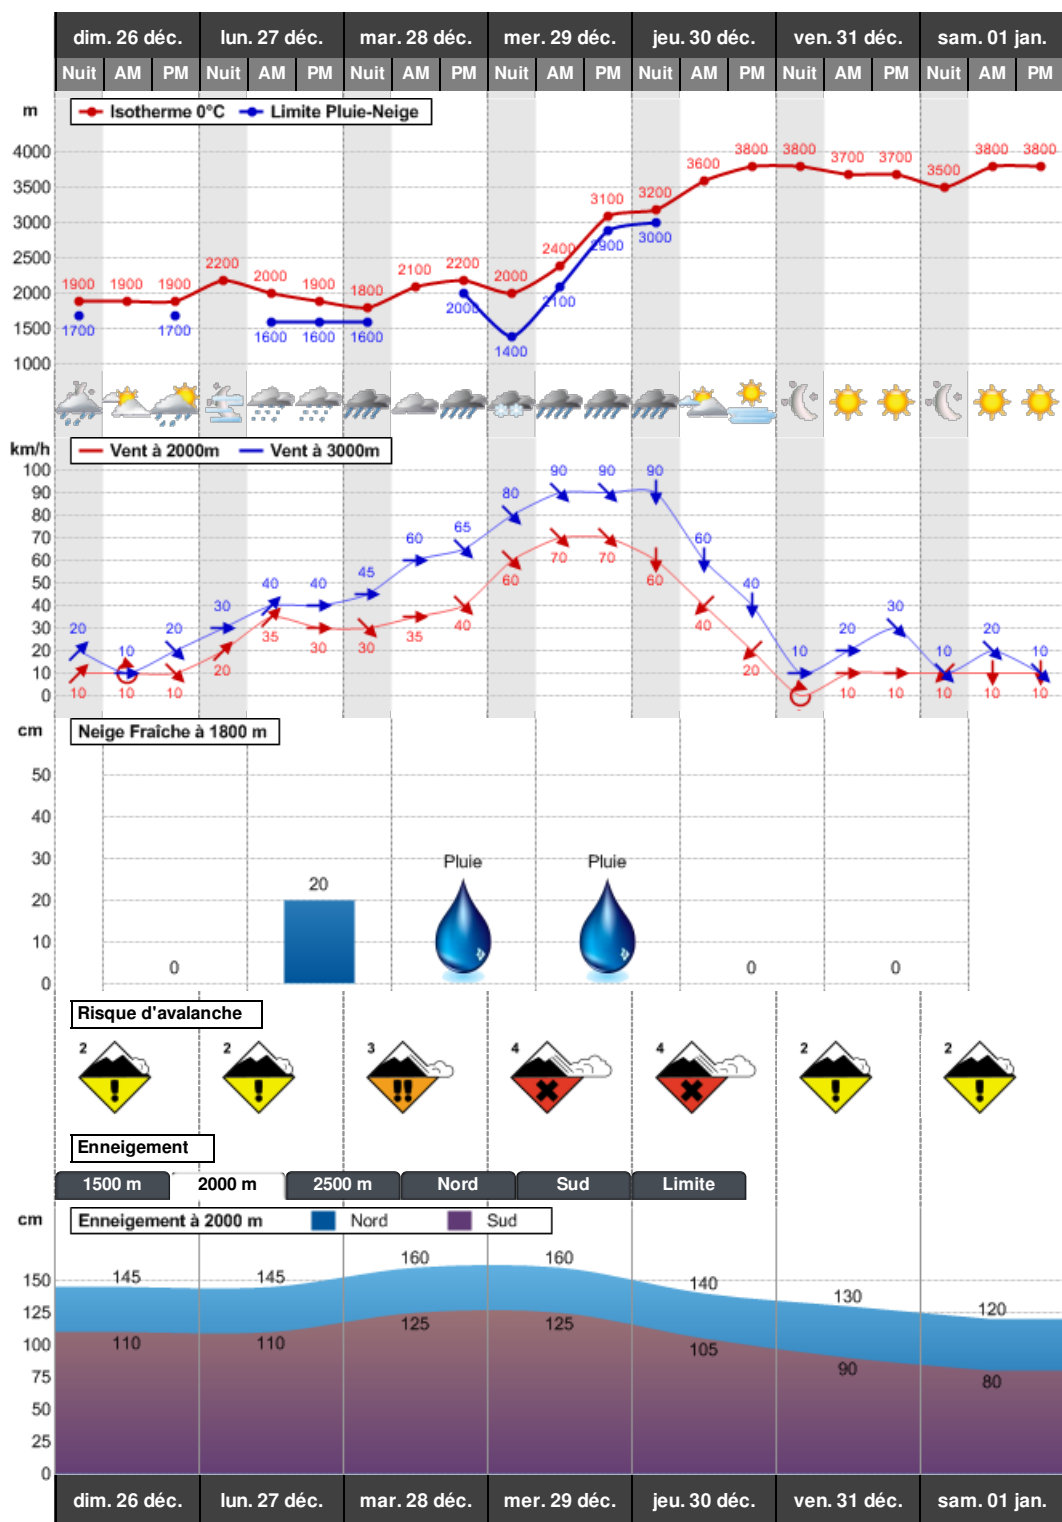 dim. 26 déc. lun. 27 déc. mar. 28 déc. mer. 29 déc. jeu. 30 déc. ven. 31 déc. sam. 01 jan.
Nuit AM PM Nuit AM PM Nuit AM PM Nuit AM PM Nuit AM PM Nuit AM PM Nuit AM PM
m
Isotherme 0°C Limite Pluie-Neige
4000
3500
3000
2500
2000
1500
1000
1900 1900 1900 2200 2000 1900 1800 2100 2200 2000 2400 3100 3200 3600 3800 3800 3700 3700 3500 3800 3800
1700 1700 1600 1600 1600 2000 1400 2100 2900 3000
km/h
Vent à 2000m Vent à 3000m
100
90
80
70
60
50
40
30
20
10
0
20 10 20 30 40 40 45 60 65 80 90 90 90 60 40 10 20 30 10 20 10
10 10 10 20 35 30 30 35 40 60 70 70 60 40 20 10 10 10 10 10
cm
Neige Fraîche à 1800 m
50
40
30
20
10
0
0 20 Pluie Pluie 0 0
Risque d'avalanche
2 2 3 4 4 2 2
Enneigement
1500 m 2000 m 2500 m Nord Sud Limite
cm
Enneigement à 2000 m Nord Sud
150
125
100
75
50
25
0
145 145 160 160 140 130 120
110 110 125 125 105 90 80
dim. 26 déc. lun. 27 déc. mar. 28 déc. mer. 29 déc. jeu. 30 déc. ven. 31 déc. sam. 01 jan.